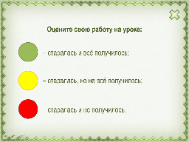 Оцените свою работу на уроке:
- старалась и всё получилось;
- старалась, но не всё получилось;
- старалась и не получилось.